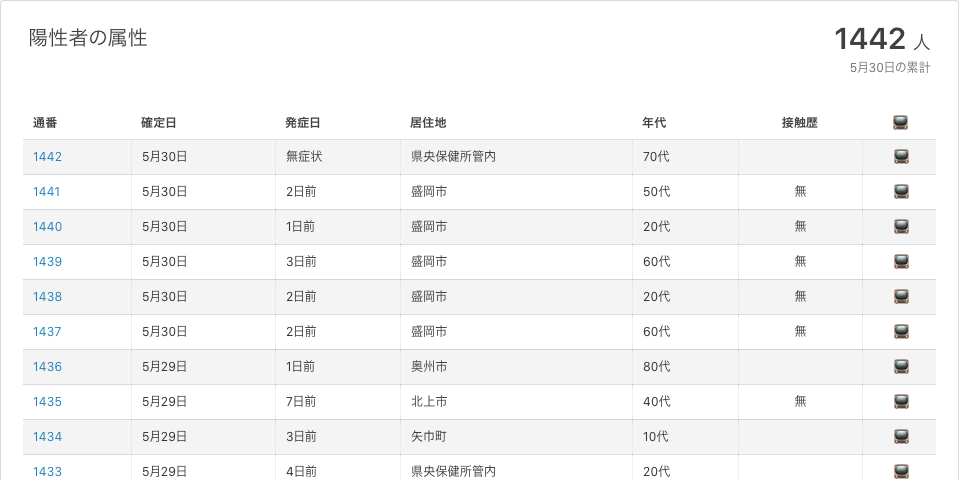 陽性者の属性
1442 人
5月30日の累計
通番 確定日 発症日 居住地 年代 接触歴
1442 5月30日 無症状 県央保健所管内 70代
1441 5月30日 2日前 盛岡市 50代 無
1440 5月30日 1日前 盛岡市 20代 無
1439 5月30日 3日前 盛岡市 60代 無
1438 5月30日 2日前 盛岡市 20代 無
1437 5月30日 2日前 盛岡市 60代 無
1436 5月29日 1日前 奥州市 80代
1435 5月29日 7日前 北上市 40代 無
1434 5月29日 3日前 矢巾町 10代
1433 5月29日 4日前 県央保健所管内 20代